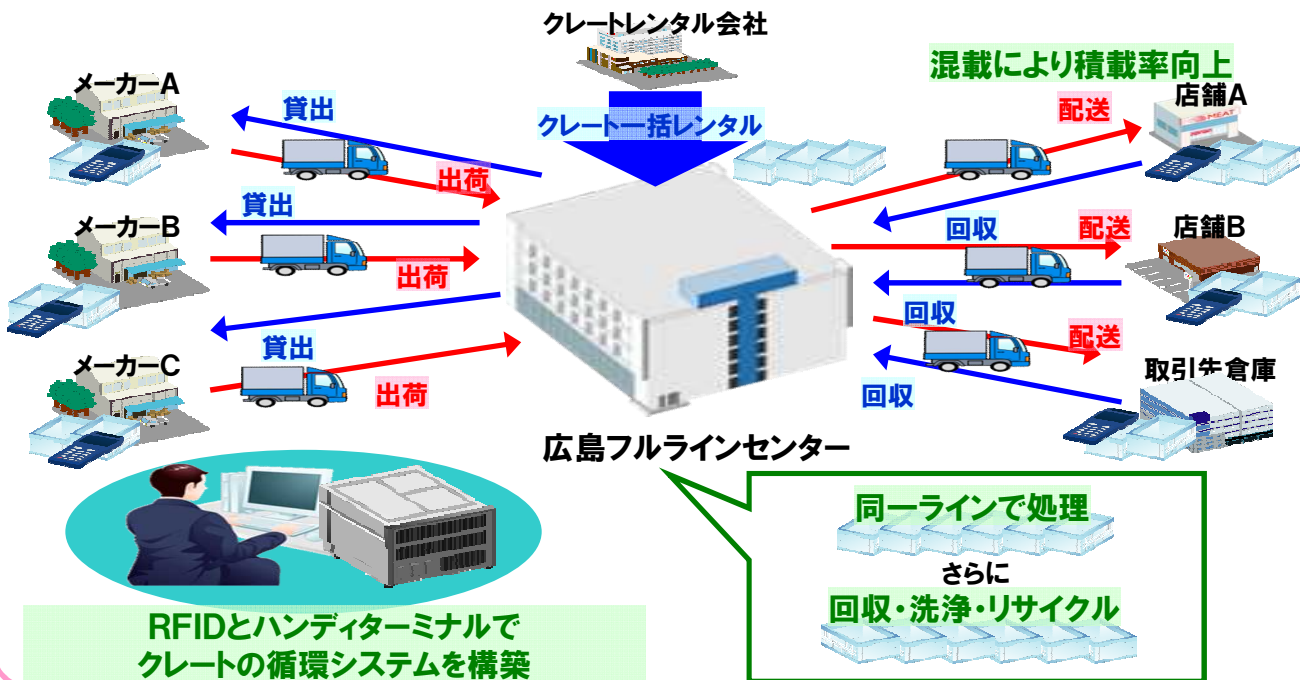 クレートレンタル会社
混載により積載率向上
メーカーA
貸出
クレート一括レンタル
配送
店舗A
MEAT
出荷
貸出
メーカーB
回収
配送
店舗B
出荷
回収
貸出
配送
メーカーC
出荷
回収
取引先倉庫
広島フルラインセンター
同一ラインで処理
さらに
回収・洗浄・リサイクル
RFIDとハンディターミナルで
クレートの循環システムを構築